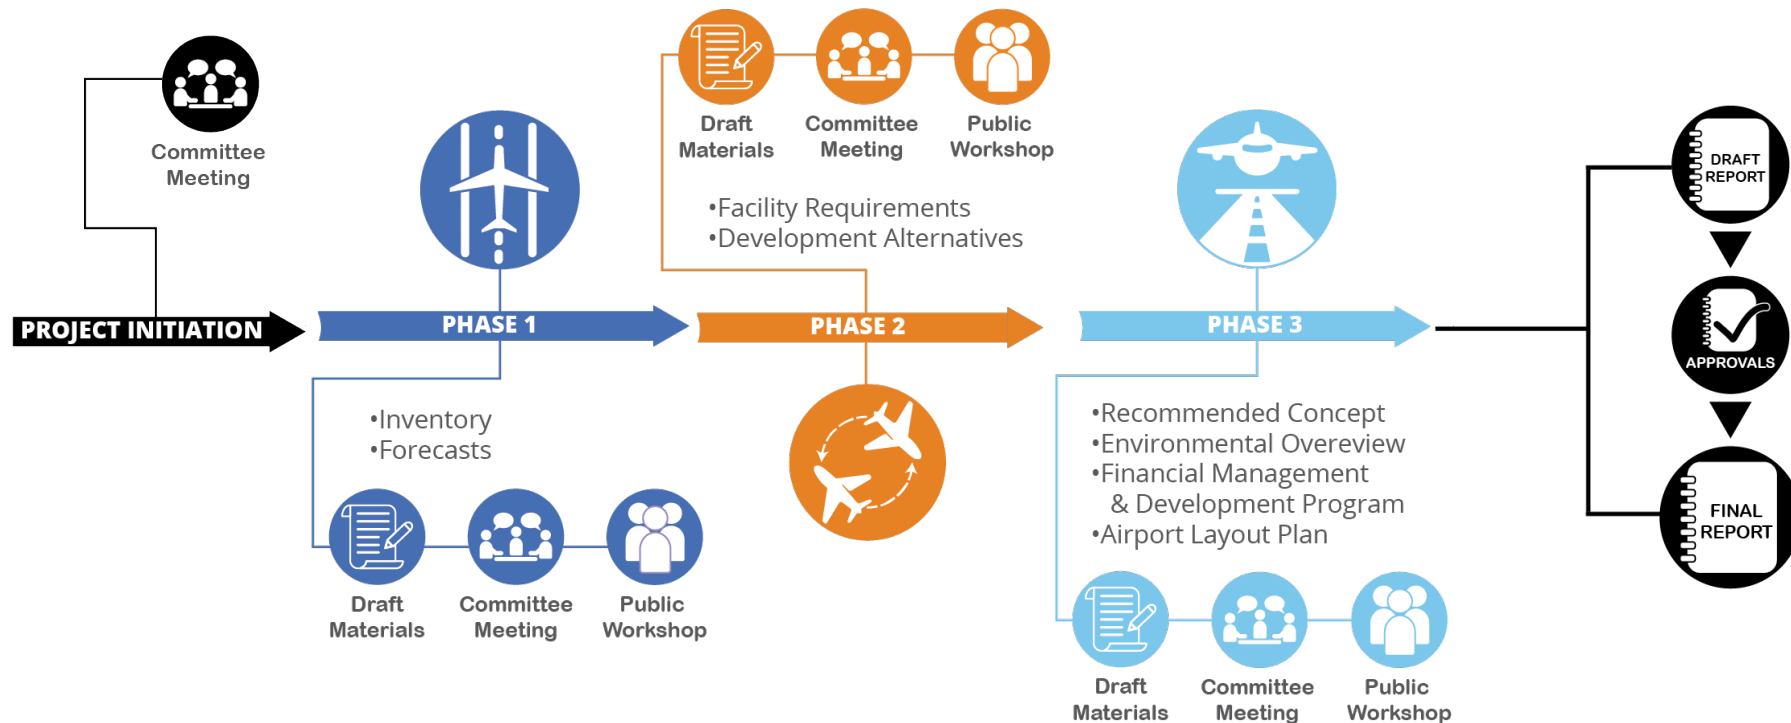 Committee
Meeting
PROJECT INITIATION
PHASE 1
•Inventory
•Forecasts
Draft
Materials
Committee
Meeting
Public
Workshop
Draft
Materials
Committee
Meeting
Public
Workshop
•Facility Requirements
•Development Alternatives
PHASE 2
PHASE 3
•Recommended Concept
•Environmental Overeview
•Financial Management
& Development Program
•Airport Layout Plan
Draft
Materials
Committee
Meeting
Public
Workshop
DRAFT
REPORT
APPROVALS
FINAL
REPORT